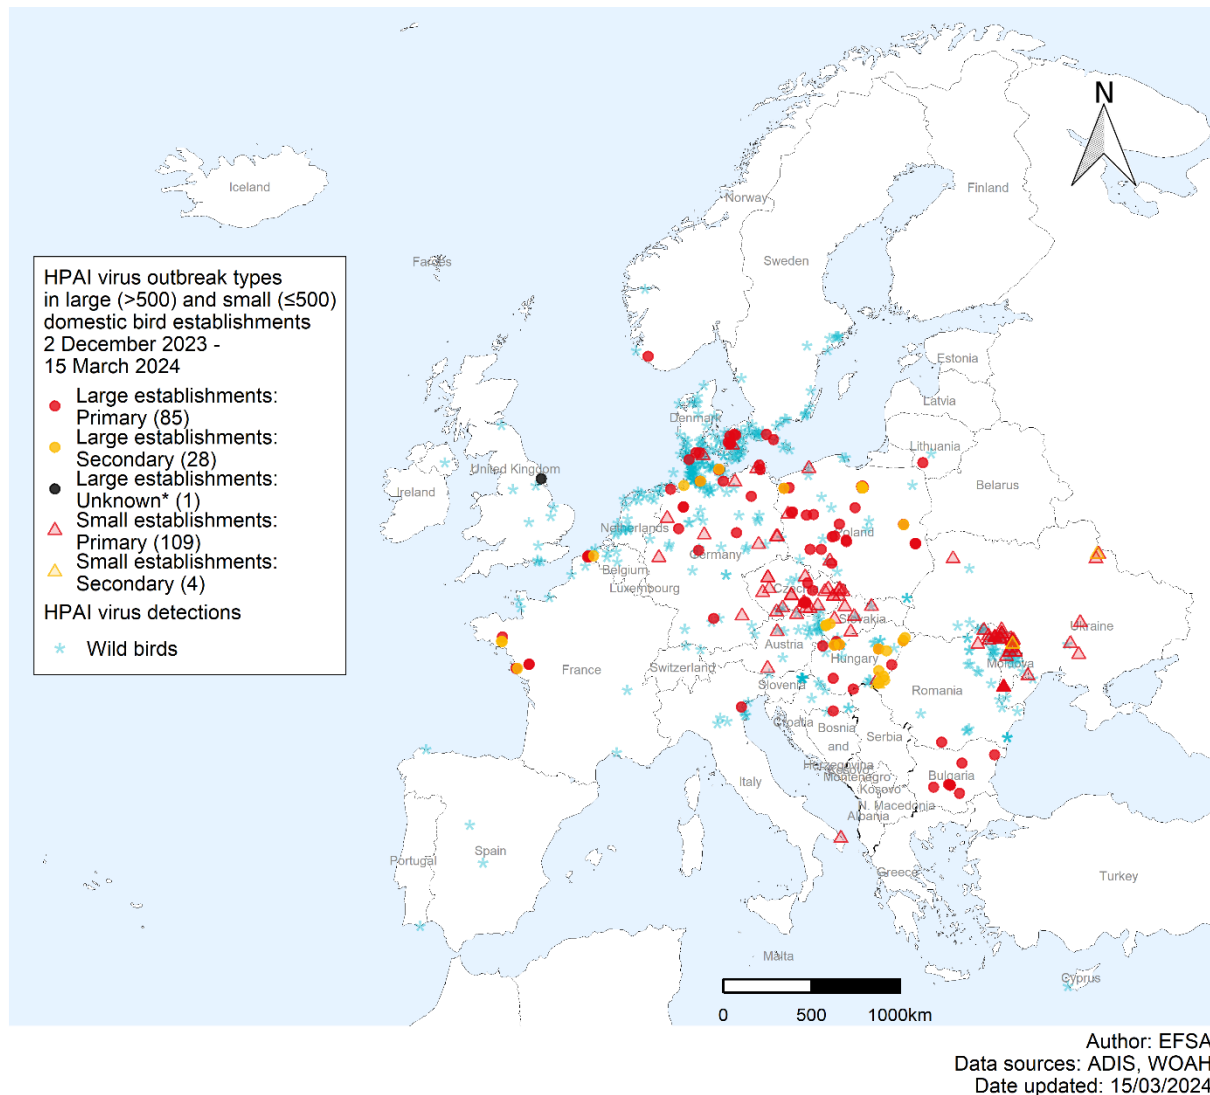 N
Iceland
Finland
Norway
Sweden
Faroes
HPAI virus outbreak types
in large (>500) and small (≤500)
domestic bird establishments
2 December 2023 -
15 March 2024
Large establishments:
Primary (85)
Large establishments:
Secondary (28)
Large establishments:
Unknown* (1)
Small establishments:
Primary (109)
Small establishments:
Secondary (4)
HPAI virus detections
Wild birds
Estonia
Latvia
Denmark
Lithuania
United Kingdom
Belarus
Ireland
Netherlands
Poland
Germany
Belgium
Luxembourg
Czech
Slovakia
Ukraine
Austria
Hungary
Moldova
France
Switzerland
Slovenia
Romania
Croatia
Bosnia
and
Herzegovina
Serbia
Montenegro
Kosovo
Italy
Bulgaria
N. Macedonia
Albania
Portugal
Spain
Greece
Turkey
Malta
Cyprus
0 500 1000km
Author: EFSA
Data sources: ADIS, WOAH
Date updated: 15/03/2024